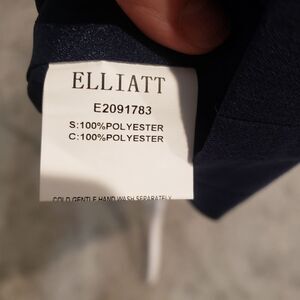 ELLIATT
E2091783
S:100%POLYESTER
C:100%POLYESTER
COLD GENTLE HAND WASH SEPARATELY